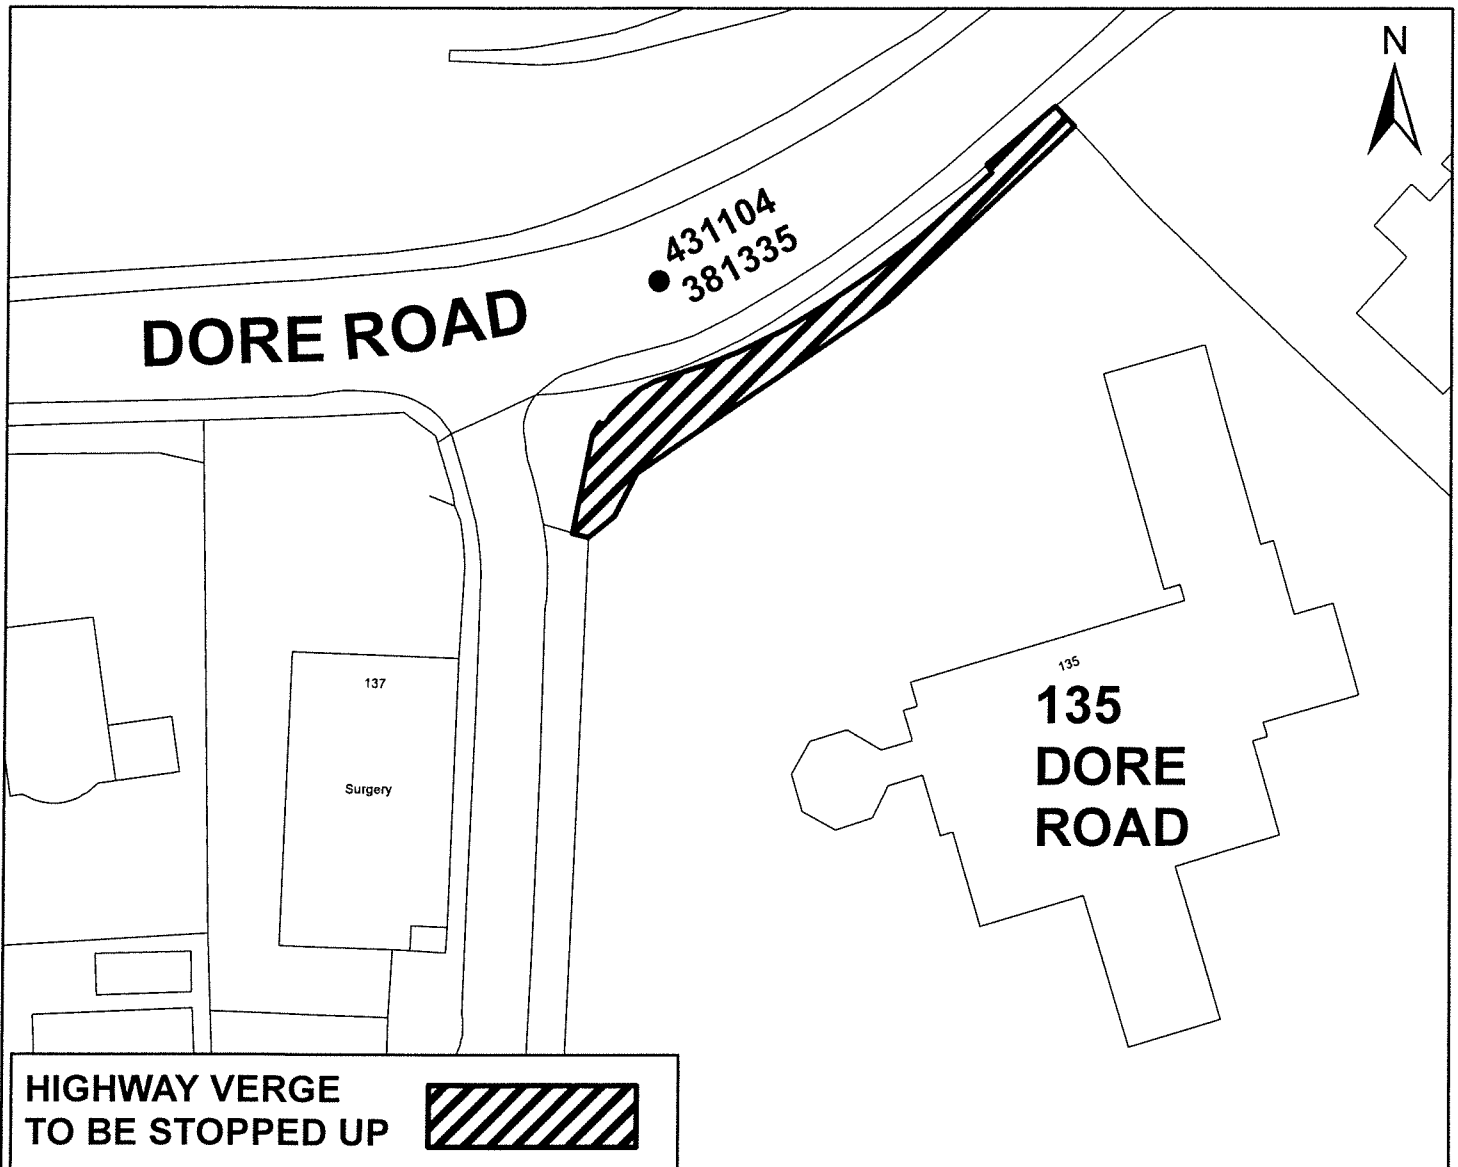 N
431104
381335
DORE ROAD
135
135
DORE
ROAD
137
Surgery
HIGHWAY VERGE
TO BE STOPPED UP